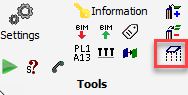 Information
Settings
BIM BIM
PL1
A13
S?
Tools